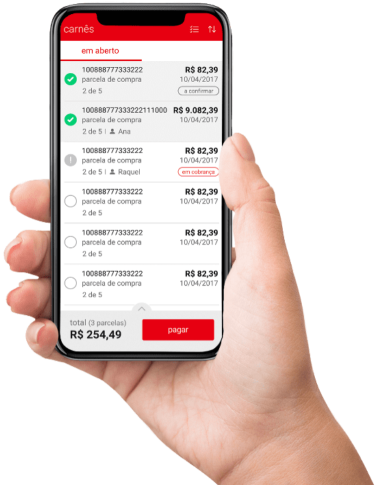 carnês
em aberto
100888777333222 R$ 82,39
parcela de compra 10/04/2017
2 de 5 a confirmar
100888777333222111000 R$ 9.082,39
parcela de compra 10/04/2017
2 de 5 | Ana
100888777333222 R$ 82,39
parcela de compra 10/04/2017
2 de 5 | Raquel em cobrança
100888777333222 R$ 82,39
parcela de compra 10/04/2017
2 de 5
100888777333222 R$ 82,39
parcela de compra 10/04/2017
2 de 5
100888777333222 R$ 82,39
parcela de compra 10/04/2017
2 de 5
total (3 parcelas)
R$ 254,49 pagar